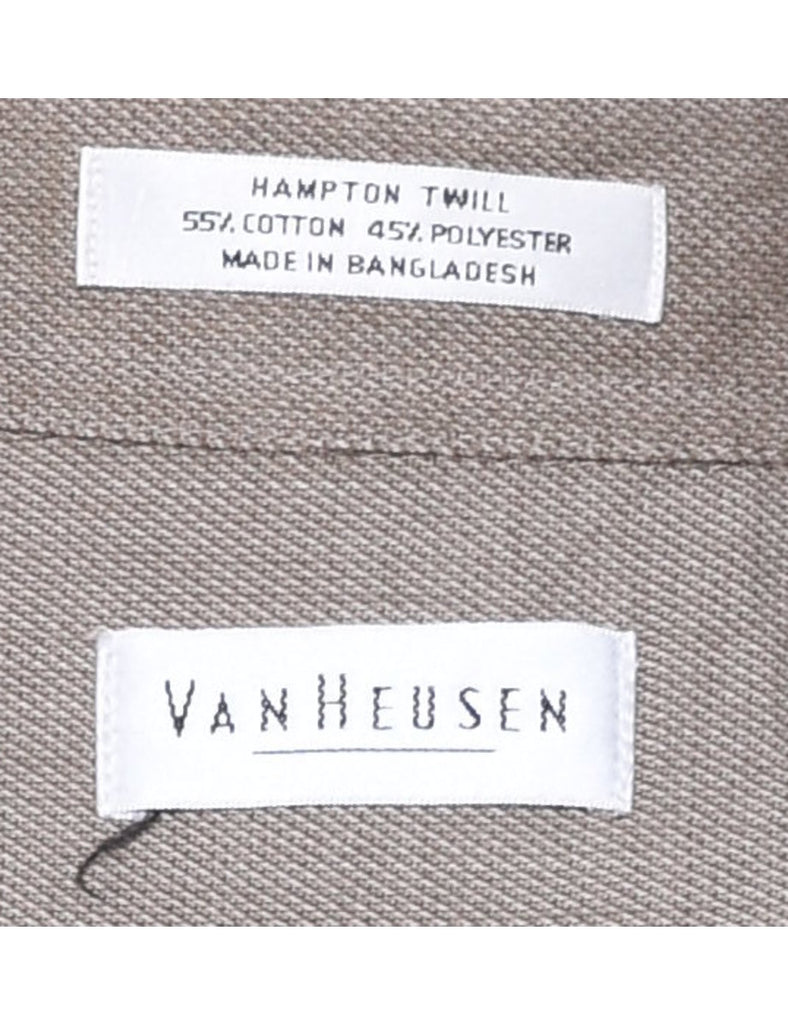 HAMPTON TWILL
55% COTTON 45% POLYESTER
MADE IN BANGLADESH
VAN HEUSEN